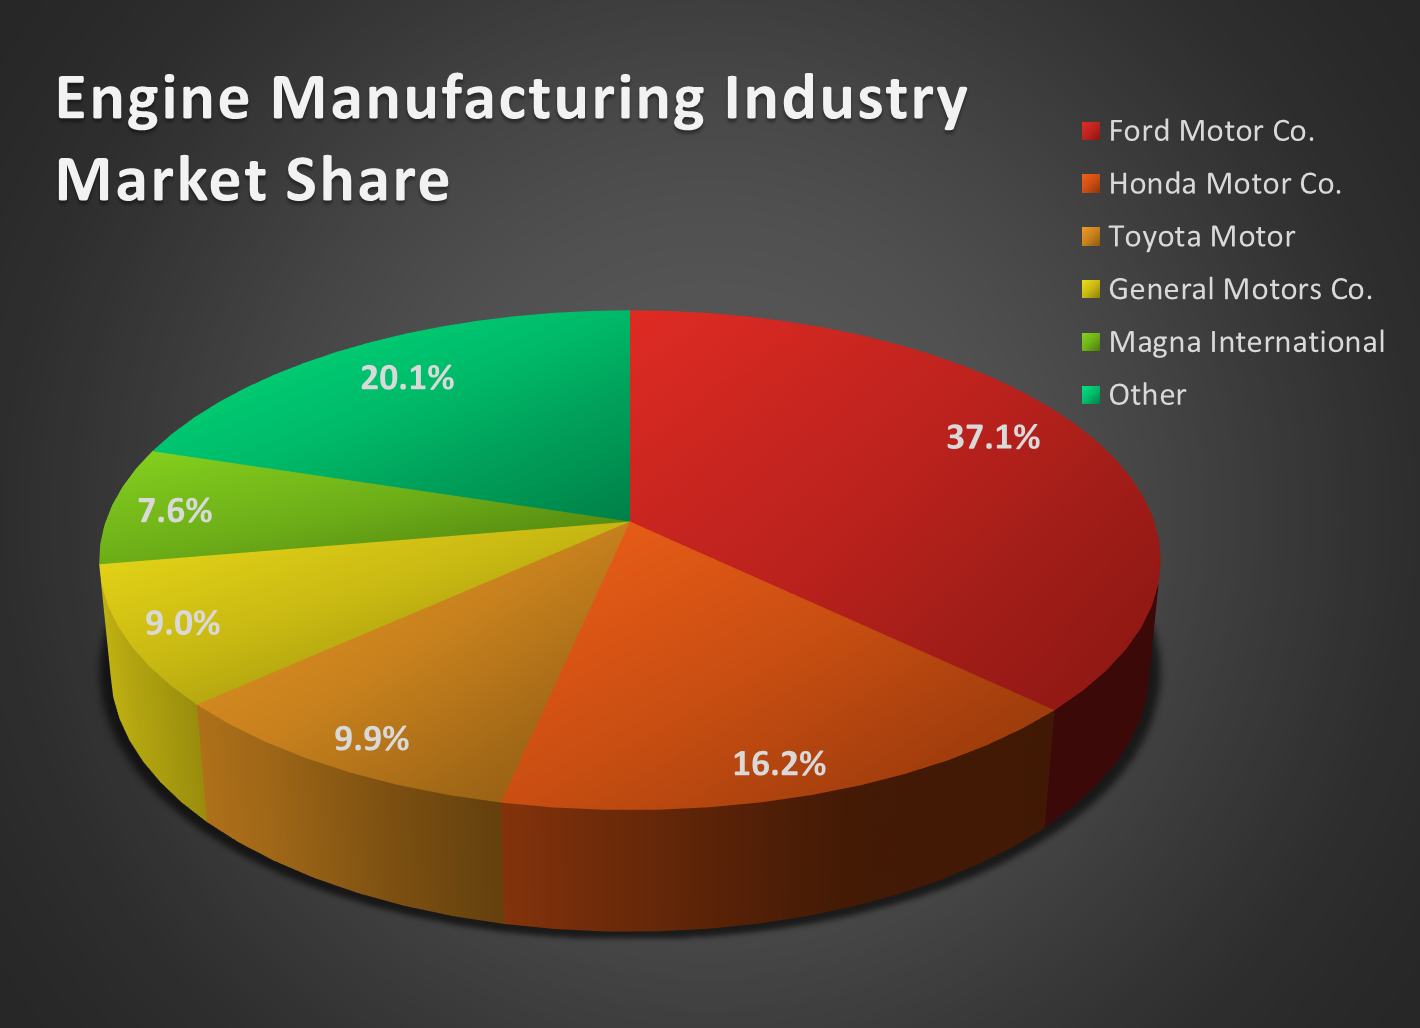 Engine Manufacturing Industry
Market Share
Ford Motor Co.
Honda Motor Co.
Toyota Motor
General Motors Co.
Magna International
Other
20.1%
37.1%
7.6%
9.0%
9.9%
16.2%